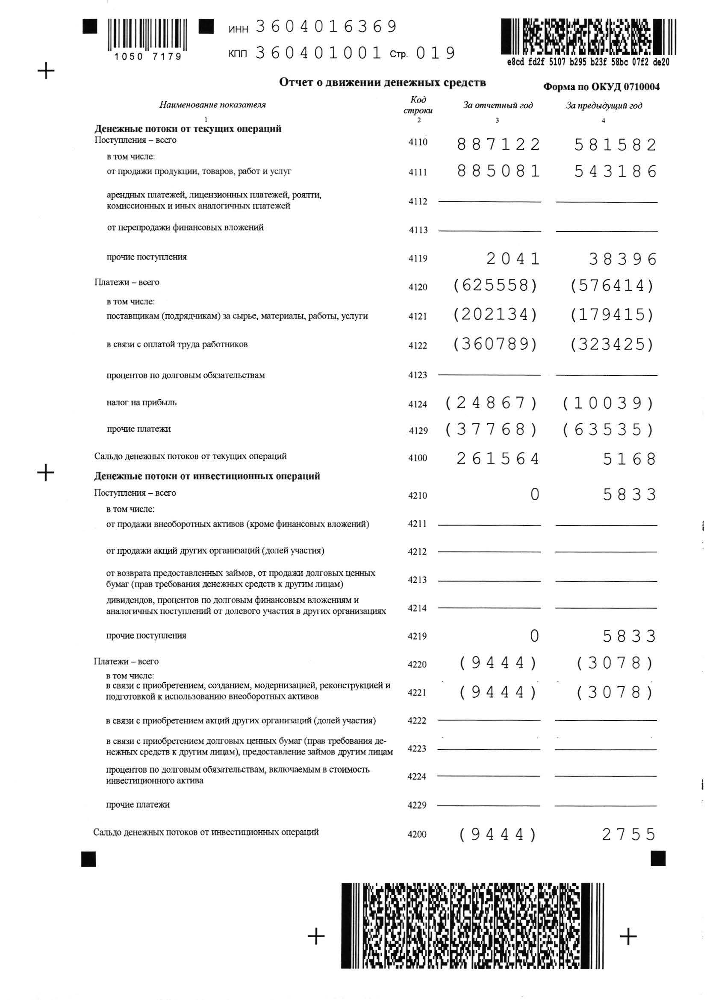 ИНН 3604016369
1050 7179
КПП 360401001 Стр. 019
e8cd fd2f 5107 b295 b23f 58bc 07f2 de20
Отчет о движении денежных средств
Форма по ОКУД 0710004
Наименование показателя Код строки За отчетный год За предыдущий год
1 2 3 4
Денежные потоки от текущих операций
Поступления – всего 4110 887122 581582
в том числе:
от продажи продукции, товаров, работ и услуг 4111 885081 543186
арендных платежей, лицензионных платежей, роялти,
комиссионных и иных аналогичных платежей 4112
от перепродажи финансовых вложений 4113
прочие поступления 4119 2041 38396
Платежи – всего 4120 (625558) (576414)
в том числе:
поставщикам (подрядчикам) за сырье, материалы, работы, услуги 4121 (202134) (179415)
в связи с оплатой труда работников 4122 (360789) (323425)
процентов по долговым обязательствам 4123
налог на прибыль 4124 (24867) (10039)
прочие платежи 4129 (37768) (63535)
Сальдо денежных потоков от текущих операций 4100 261564 5168
Денежные потоки от инвестиционных операций
Поступления – всего 4210 0 5833
в том числе:
от продажи внеоборотных активов (кроме финансовых вложений) 4211
от продажи акций других организаций (долей участия) 4212
от возврата предоставленных займов, от продажи долговых ценных
бумаг (прав требования денежных средств к другим лицам) 4213
дивидендов, процентов по долговым финансовым вложениям и
аналогичных поступлений от долевого участия в других организациях 4214
прочие поступления 4219 0 5833
Платежи – всего 4220 (9444) (3078)
в том числе:
в связи с приобретением, созданием, модернизацией, реконструкцией и
подготовкой к использованию внеоборотных активов 4221 (9444) (3078)
в связи с приобретением акций других организаций (долей участия) 4222
в связи с приобретением долговых ценных бумаг (прав требования де-
нежных средств к другим лицам), предоставление займов другим лицам 4223
процентов по долговым обязательствам, включаемым в стоимость
инвестиционного актива 4224
прочие платежи 4229
Сальдо денежных потоков от инвестиционных операций 4200 (9444) 2755